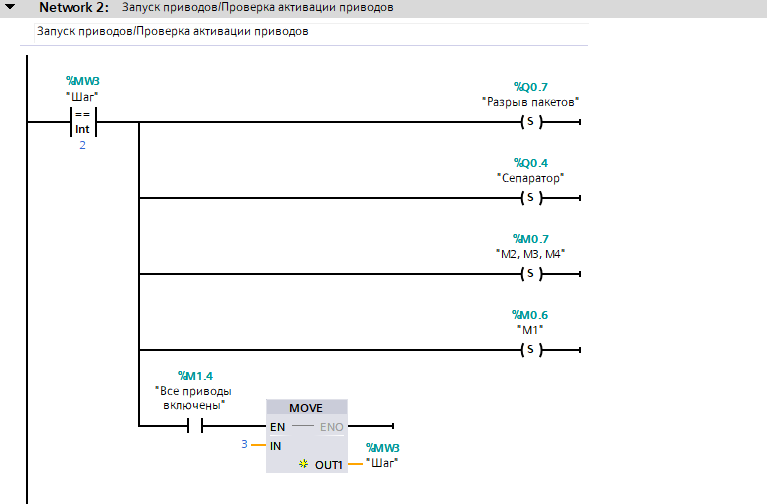 Network 2: Запуск приводов/Проверка активации приводов
Запуск приводов/Проверка активации приводов
%MW3
"Шаг"
==
Int
2
%Q0.7
"Разрыв пакетов"
S
%Q0.4
"Сепаратор"
S
%M0.7
"M2, M3, M4"
S
%M0.6
"M1"
S
%M1.4
"Все приводы
включены"
MOVE
EN ENO
3 IN
OUT1
%MW3
"Шаг"